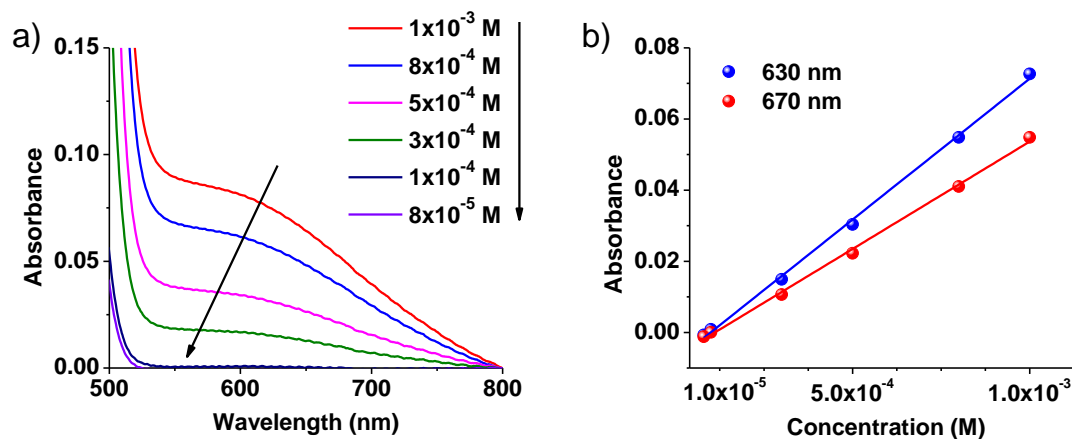 a)
0.15
0.10
0.05
0.00
Absorbance
500
600
700
800
Wavelength (nm)
1x10⁻³ M
8x10⁻⁴ M
5x10⁻⁴ M
3x10⁻⁴ M
1x10⁻⁴ M
8x10⁻⁵ M
b)
0.08
0.06
0.04
0.02
0.00
Absorbance
630 nm
670 nm
1.0x10⁻⁵
5.0x10⁻⁴
1.0x10⁻³
Concentration (M)